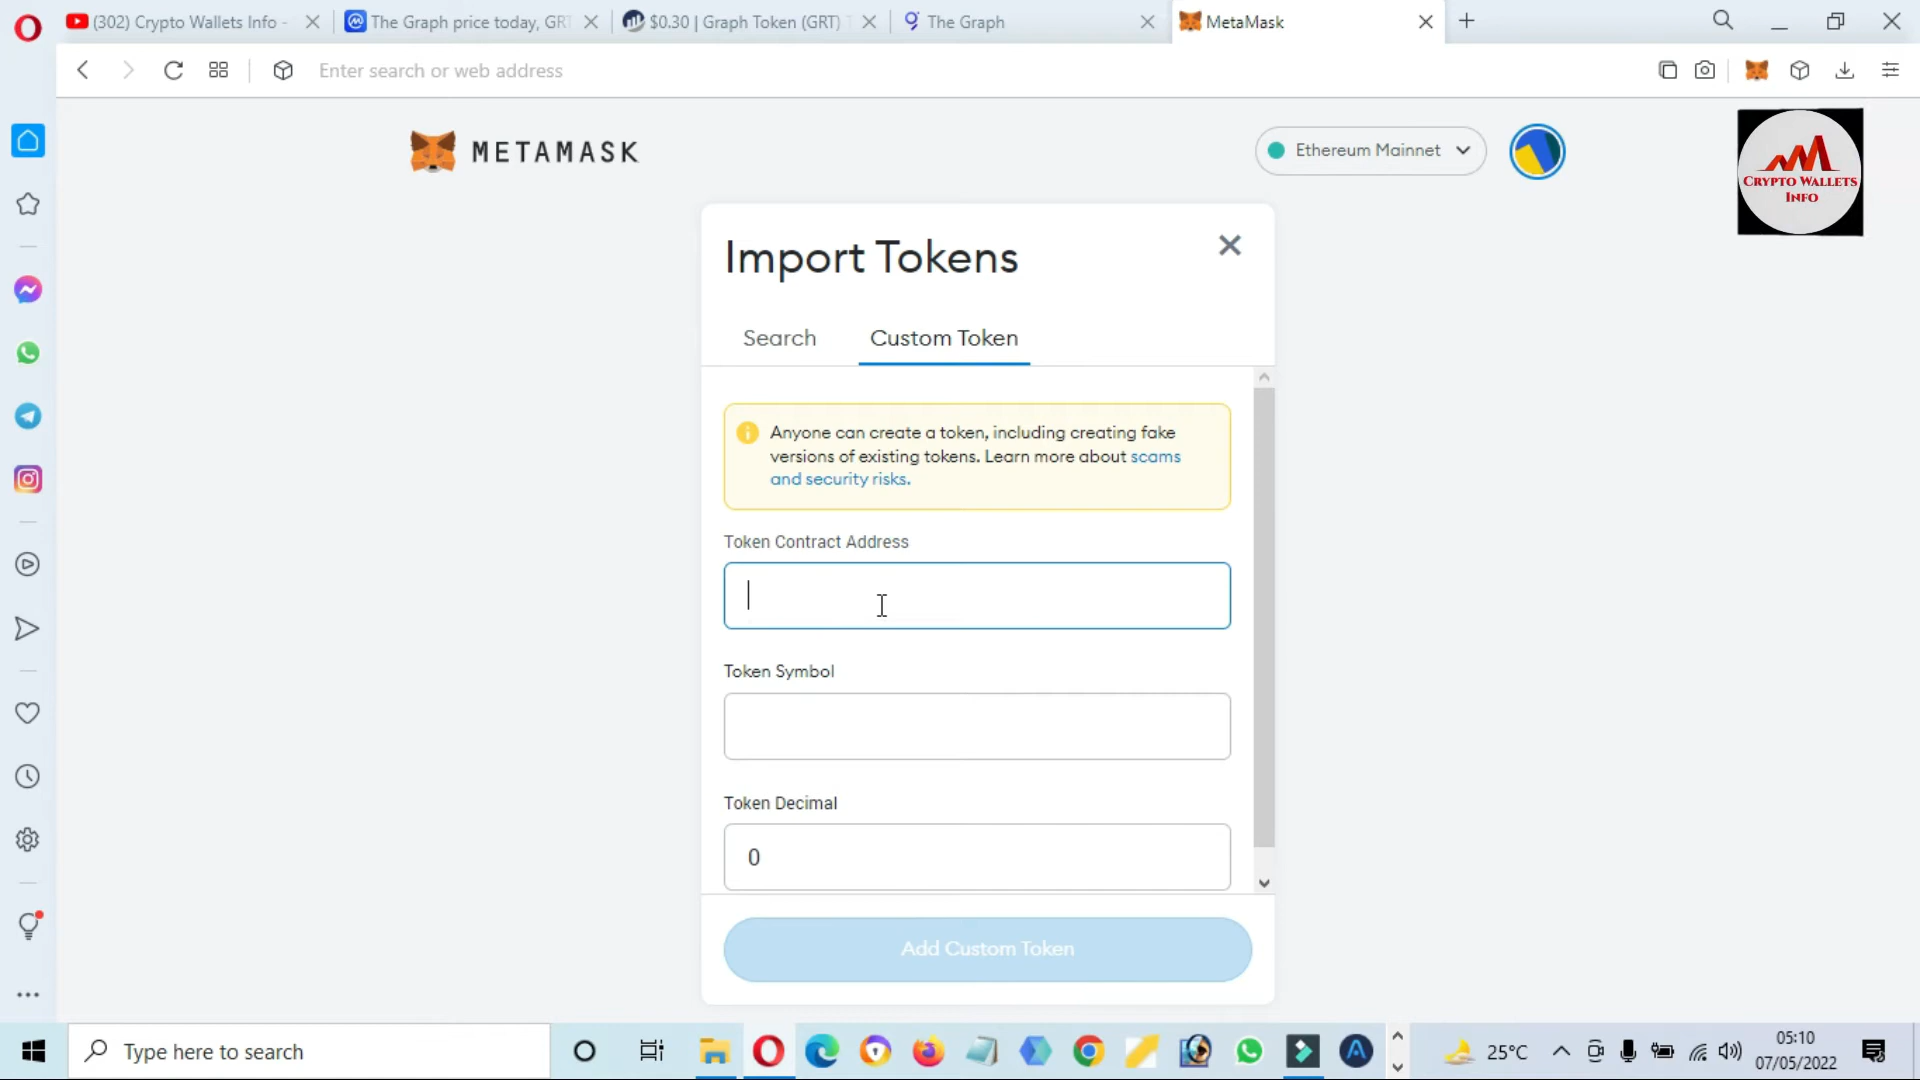 (302) Crypto Wallets Info -
The Graph price today, GRT
$0.30 | Graph Token (GRT) T
The Graph
MetaMask
Enter search or web address
METAMASK
Ethereum Mainnet
CRYPTO WALLETS
INFO
Import Tokens
Search
Custom Token
Anyone can create a token, including creating fake
versions of existing tokens. Learn more about scams
and security risks.
Token Contract Address
Token Symbol
Token Decimal
0
Add Custom Token
Type here to search
25°C
05:10
07/05/2022